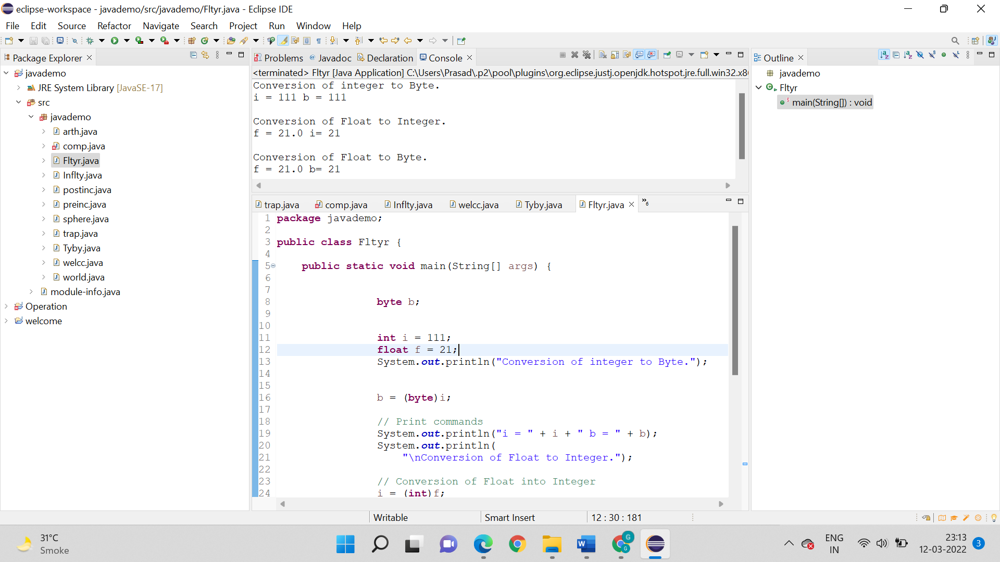 eclipse-workspace - javademo/src/javademo/Fltyr.java - Eclipse IDE
File Edit Source Refactor Navigate Search Project Run Window Help
Package Explorer
javademo
JRE System Library [JavaSE-17]
src
javademo
arth.java
comp.java
Fltyr.java
Inflty.java
postinc.java
preinc.java
sphere.java
trap.java
Tyby.java
welcc.java
world.java
module-info.java
Operation
welcome
Problems @ Javadoc Declaration Console
<terminated> Fltyr [Java Application] C:\Users\Prasad\.p2\pool\plugins\org.eclipse.justj.openjdk.hotspot.jre.full.win32.x8
Conversion of integer to Byte.
i = 111 b = 111
Conversion of Float to Integer.
f = 21.0 i= 21
Conversion of Float to Byte.
f = 21.0 b= 21
trap.java comp.java Inflty.java welcc.java Tyby.java Fltyr.java »6
1 package javademo;
2
3 public class Fltyr {
4
5 public static void main(String[] args) {
6
7
8 byte b;
9
10
11 int i = 111;
12 float f = 21;
13 System.out.println("Conversion of integer to Byte.");
14
15
16 b = (byte)i;
17
18 // Print commands
19 System.out.println("i = " + i + " b = " + b);
20 System.out.println(
21 "\nConversion of Float to Integer.");
22
23 // Conversion of Float into Integer
24 i = (int)f;
Outline
javademo
Fltyr
main(String[]) : void
Writable Smart Insert 12 : 30 : 181
31°C
Smoke
ENG
IN
23:13
12-03-2022
3